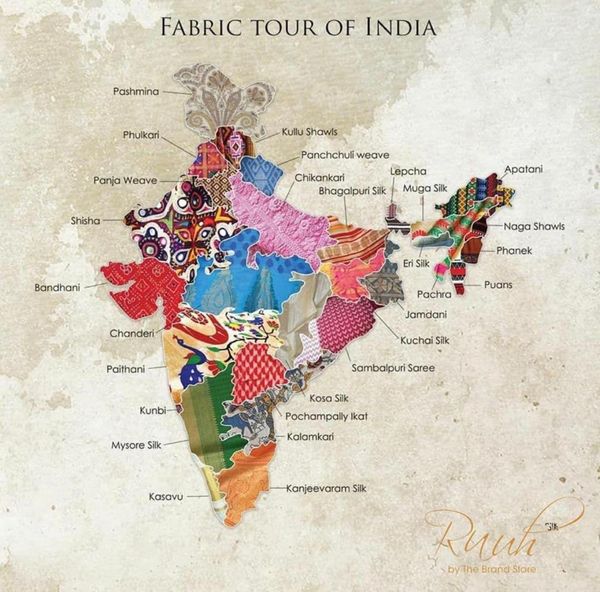 FABRIC TOUR OF INDIA
Pashmina
Kullu Shawls
Phulkari
Panchchuli weave
Lepcha
Apatani
Panja Weave
Chikankari
Muga Silk
Bhagalpuri Silk
Shisha
Naga Shawls
Phanek
Eri Silk
Bandhani
Puans
Pachra
Jamdani
Chanderi
Kuchai Silk
Paithani
Sambalpuri Saree
Kosa Silk
Kunbi
Pochampally Ikat
Kalamkari
Mysore Silk
Kanjeevaram Silk
Kasavu
Ruuh
by The Brand Store